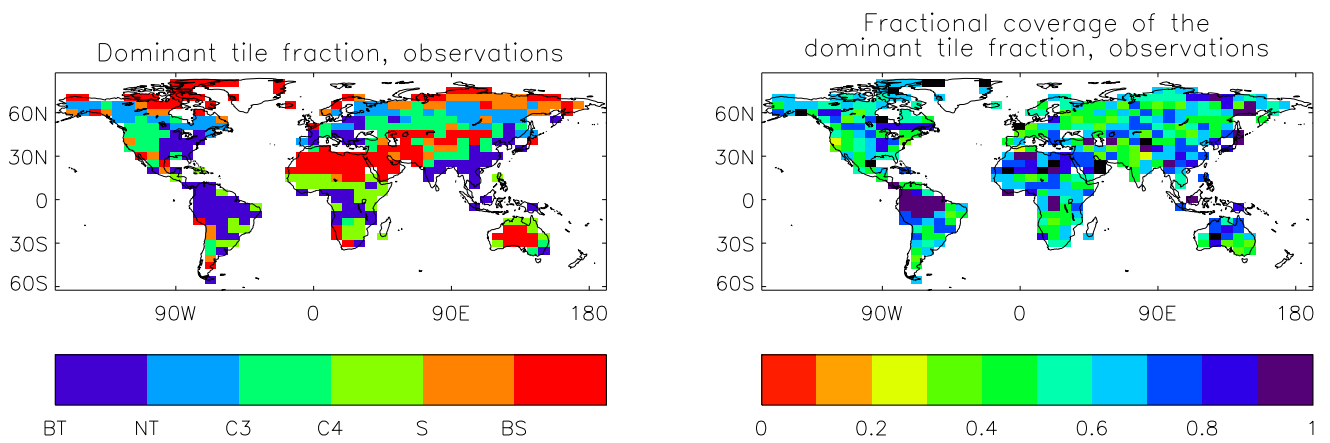 Dominant tile fraction, observations
60N
30N
0
30S
60S
90W 0 90E 180
BT NT C3 C4 S BS
Fractional coverage of the
dominant tile fraction, observations
60N
30N
0
30S
60S
90W 0 90E 180
0 0.2 0.4 0.6 0.8 1